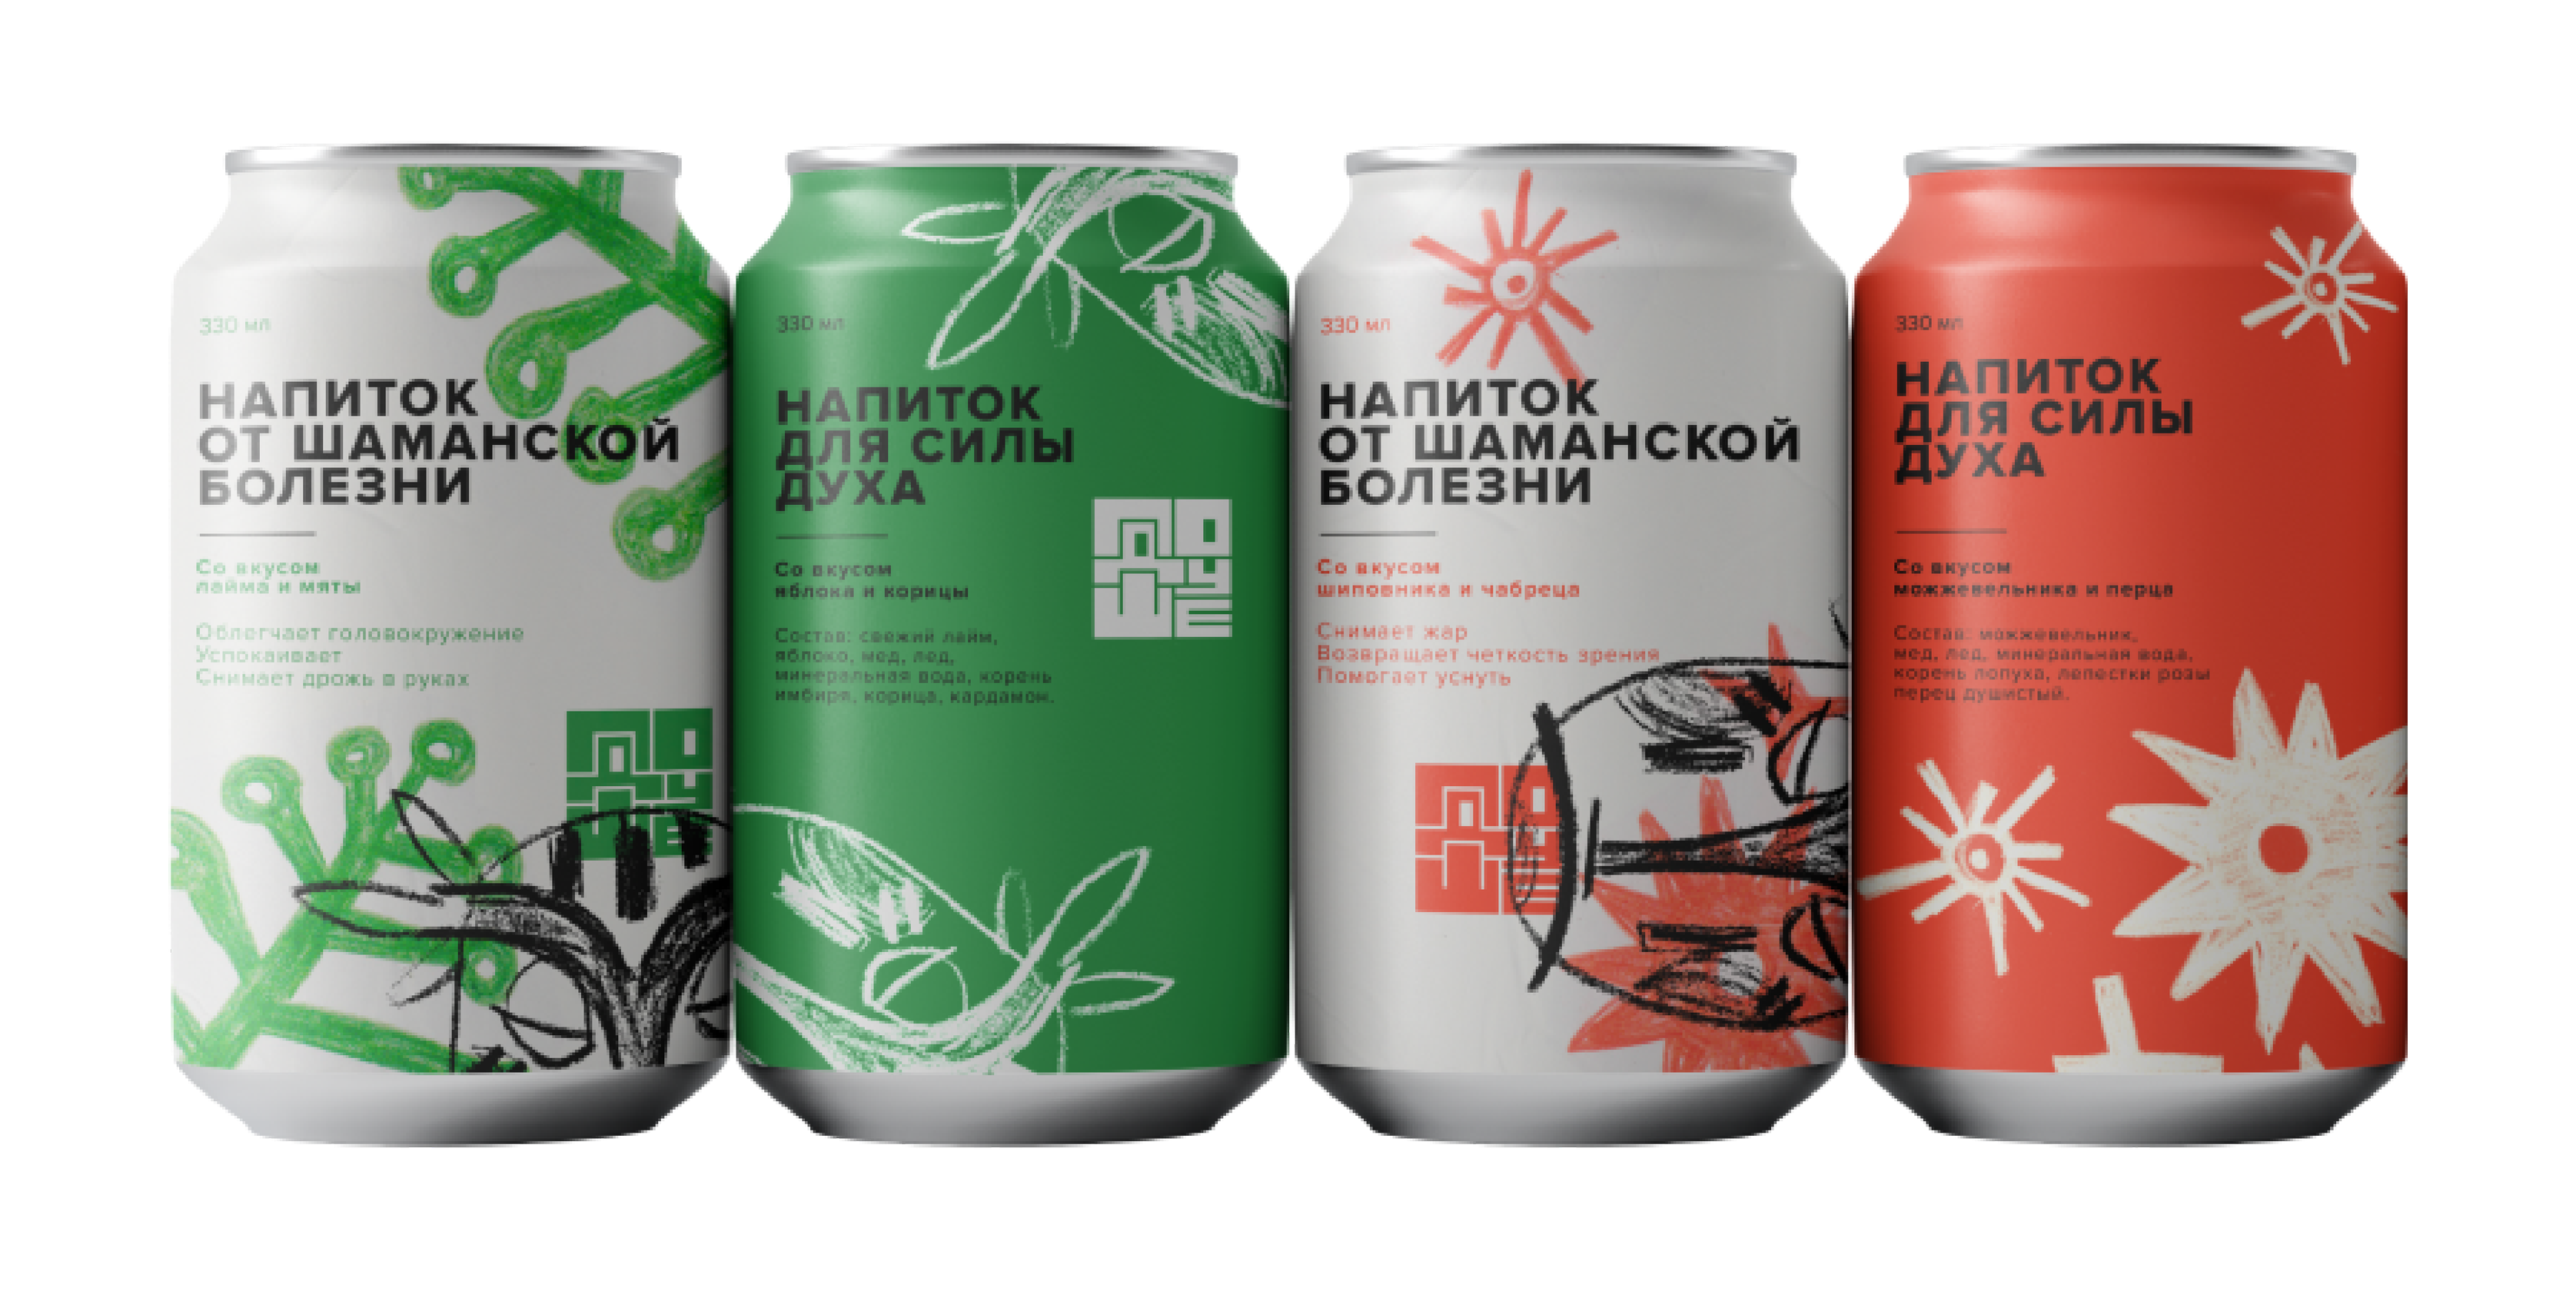 330 мл
НАПИТОК
ОТ ШАМАНСКОЙ
БОЛЕЗНИ
Со вкусом
лайма и мяты
Облегчает головокружение
Успокаивает
Снимает дрожь в руках
330 мл
НАПИТОК
ДЛЯ СИЛЫ
ДУХА
Со вкусом
яблока и корицы
Состав: свежий лайм,
яблоко, мед, лед,
минеральная вода, корень
имбиря, корица, кардамон.
330 мл
НАПИТОК
ОТ ШАМАНСКОЙ
БОЛЕЗНИ
Со вкусом
шиповника и чабреца
Снимает жар
Возвращает четкость зрения
Помогает уснуть
330 мл
НАПИТОК
ДЛЯ СИЛЫ
ДУХА
Со вкусом
можжевельника и перца
Состав: можжевельник,
мед, лед, минеральная вода,
корень лопуха, лепестки розы
перец душистый.